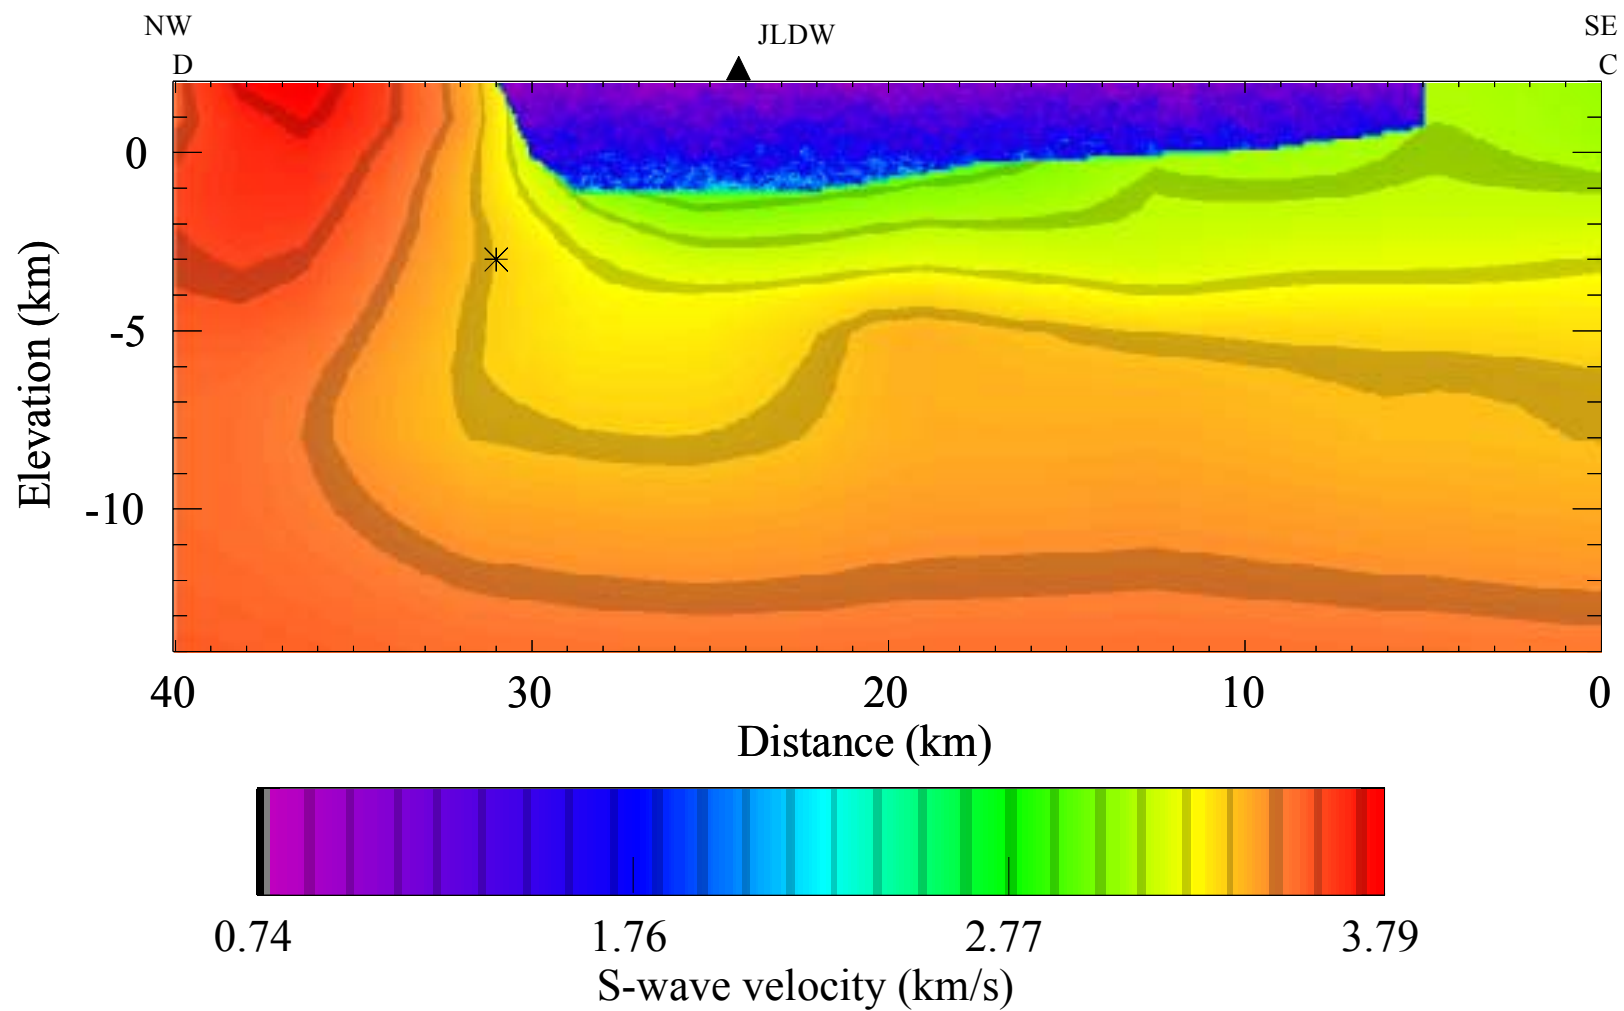 NW
JLDW
SE
D
C
0
-5
-10
Elevation (km)
40
30
20
10
0
Distance (km)
0.74
1.76
2.77
3.79
S-wave velocity (km/s)